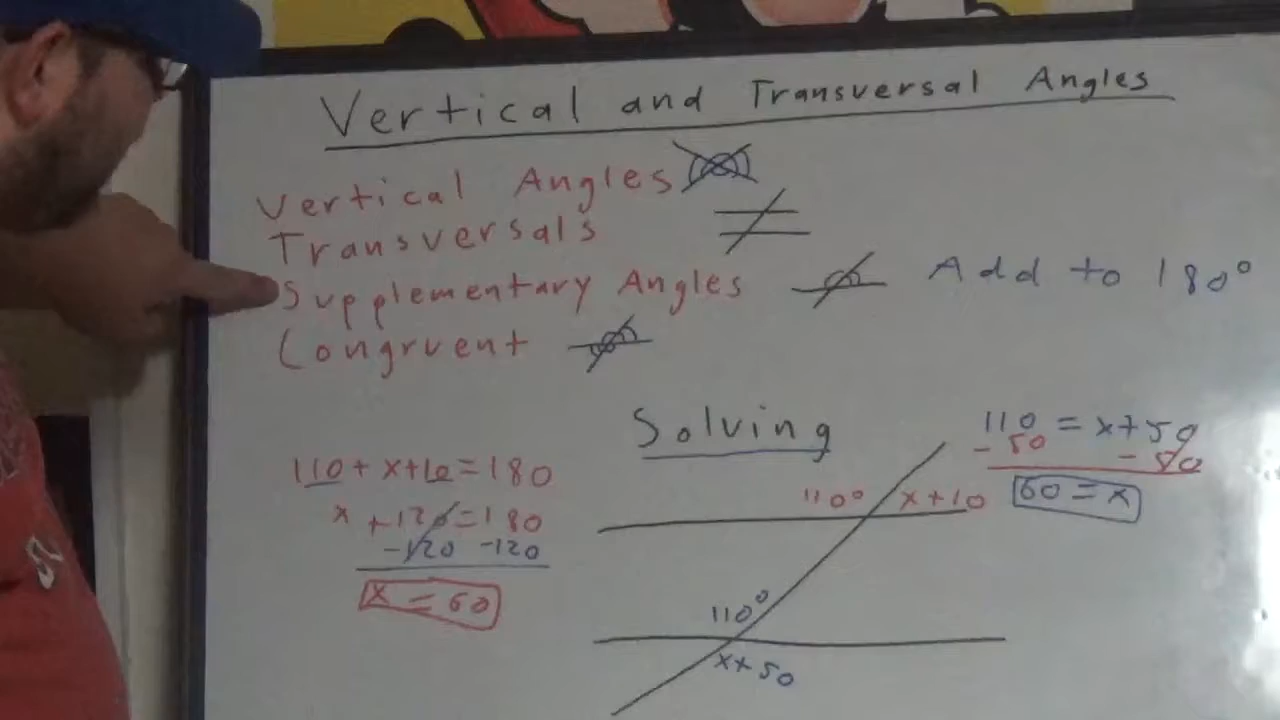 Vertical and Transversal Angles
Vertical Angles
Transversals
Supplementary Angles Add to 180°
Congruent
Solving
110 + x+10 = 180
x +120 = 180
-120 -120
x = 60
110 = x+50
-50 -50
60 = x
110° x+10
110°
x+50